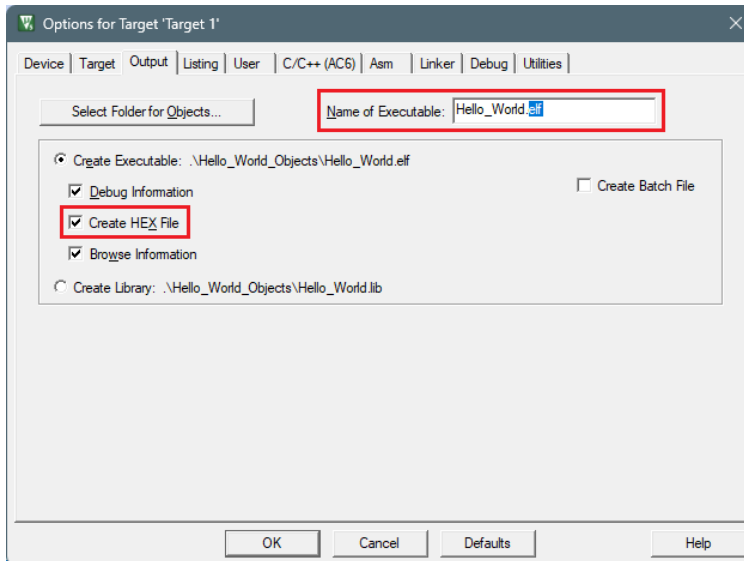 Options for Target 'Target 1'
Device Target Output Listing User C/C++ (AC6) Asm Linker Debug Utilities
Select Folder for Objects... Name of Executable: Hello_World.elf
Create Executable: .\Hello_World_Objects\Hello_World.elf
Debug Information Create Batch File
Create HEX File
Browse Information
Create Library: .\Hello_World_Objects\Hello_World.lib
OK Cancel Defaults Help